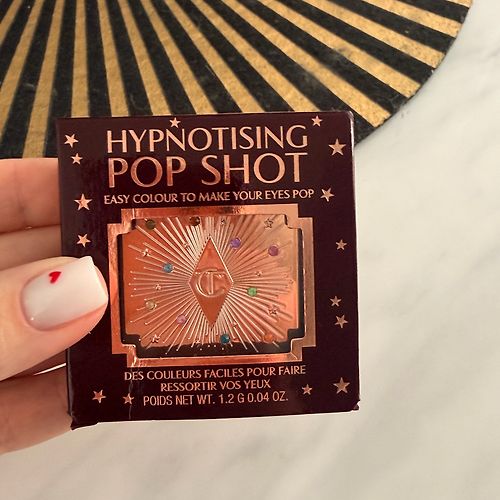 HYPNOTISING
POP SHOT
EASY COLOUR TO MAKE YOUR EYES POP
CT
DES COULEURS FACILES POUR FAIRE
RESSORTIR VOS YEUX
POIDS NET WT. 1.2 G 0.04 OZ.